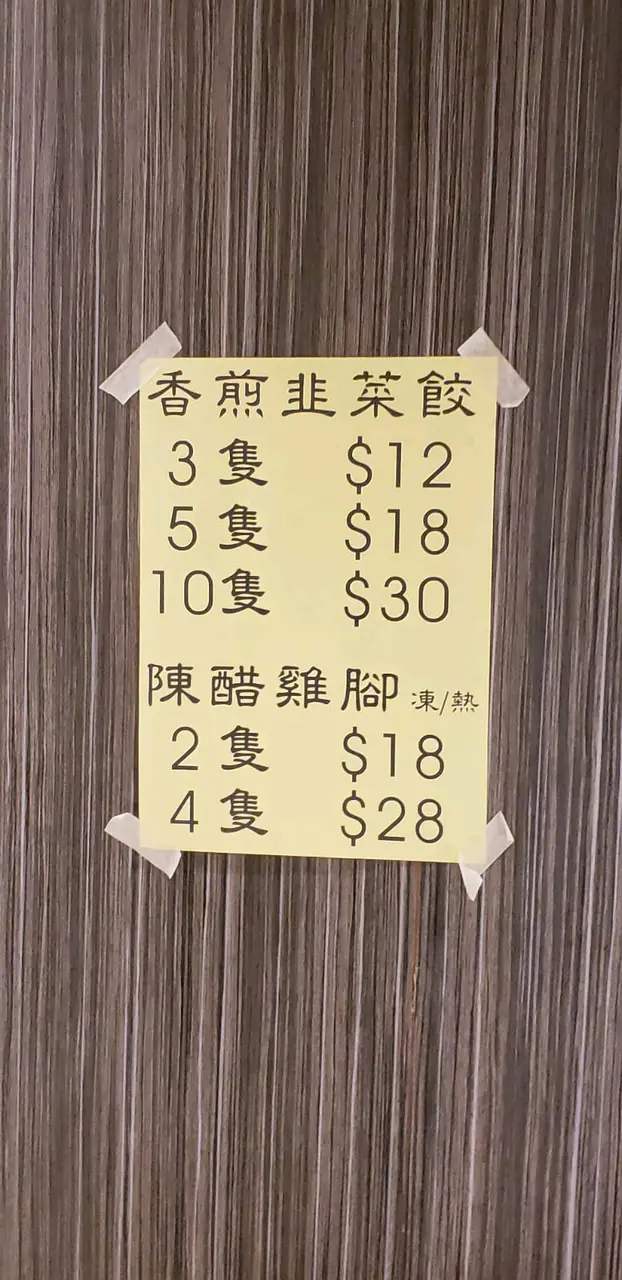 香煎韭菜餃
3隻 $12
5隻 $18
10隻 $30
陳醋雞腳 凍/熱
2隻 $18
4隻 $28